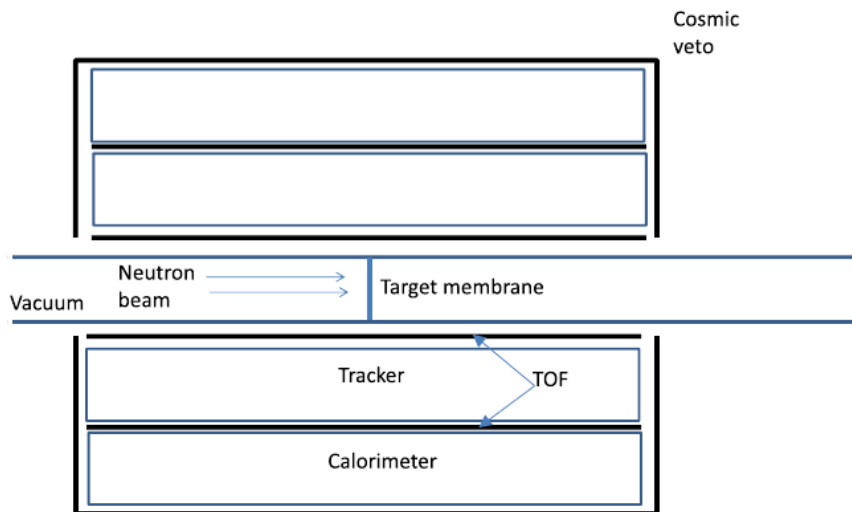 Cosmic
veto
Neutron
beam
Target membrane
Vacuum
Tracker
TOF
Calorimeter